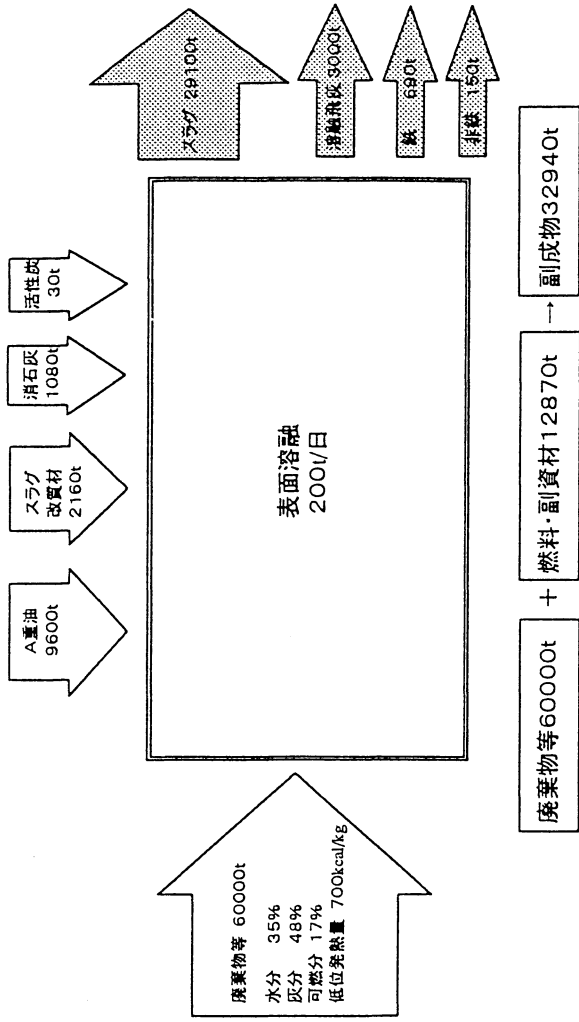 廃棄物等 60000t
水分 35%
灰分 48%
可燃分 17%
低位発熱量 700kcal/kg
A重油
9600t
スラグ
改質材
2160t
消石灰
1080t
活性炭
30t
表面溶融
200t/日
スラグ 29100t
溶融飛灰 3000t
鉄 690t
非鉄 150t
廃棄物等60000t + 燃料・副資材12870t → 副成物32940t